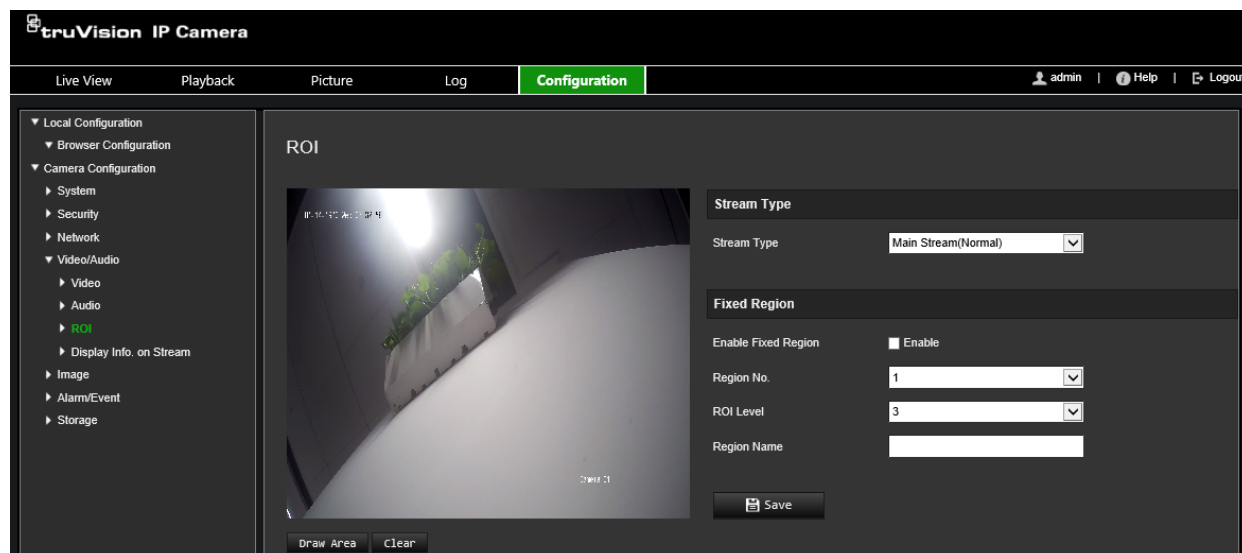 truVision IP Camera
Live View Playback Picture Log Configuration admin | Help | Logou
Local Configuration
Browser Configuration
Camera Configuration
System
Security
Network
Video/Audio
Video
Audio
ROI
Display Info. on Stream
Image
Alarm/Event
Storage
ROI
Camera 01
Draw Area Clear
Stream Type
Stream Type Main Stream(Normal)
Fixed Region
Enable Fixed Region Enable
Region No. 1
ROI Level 3
Region Name
Save